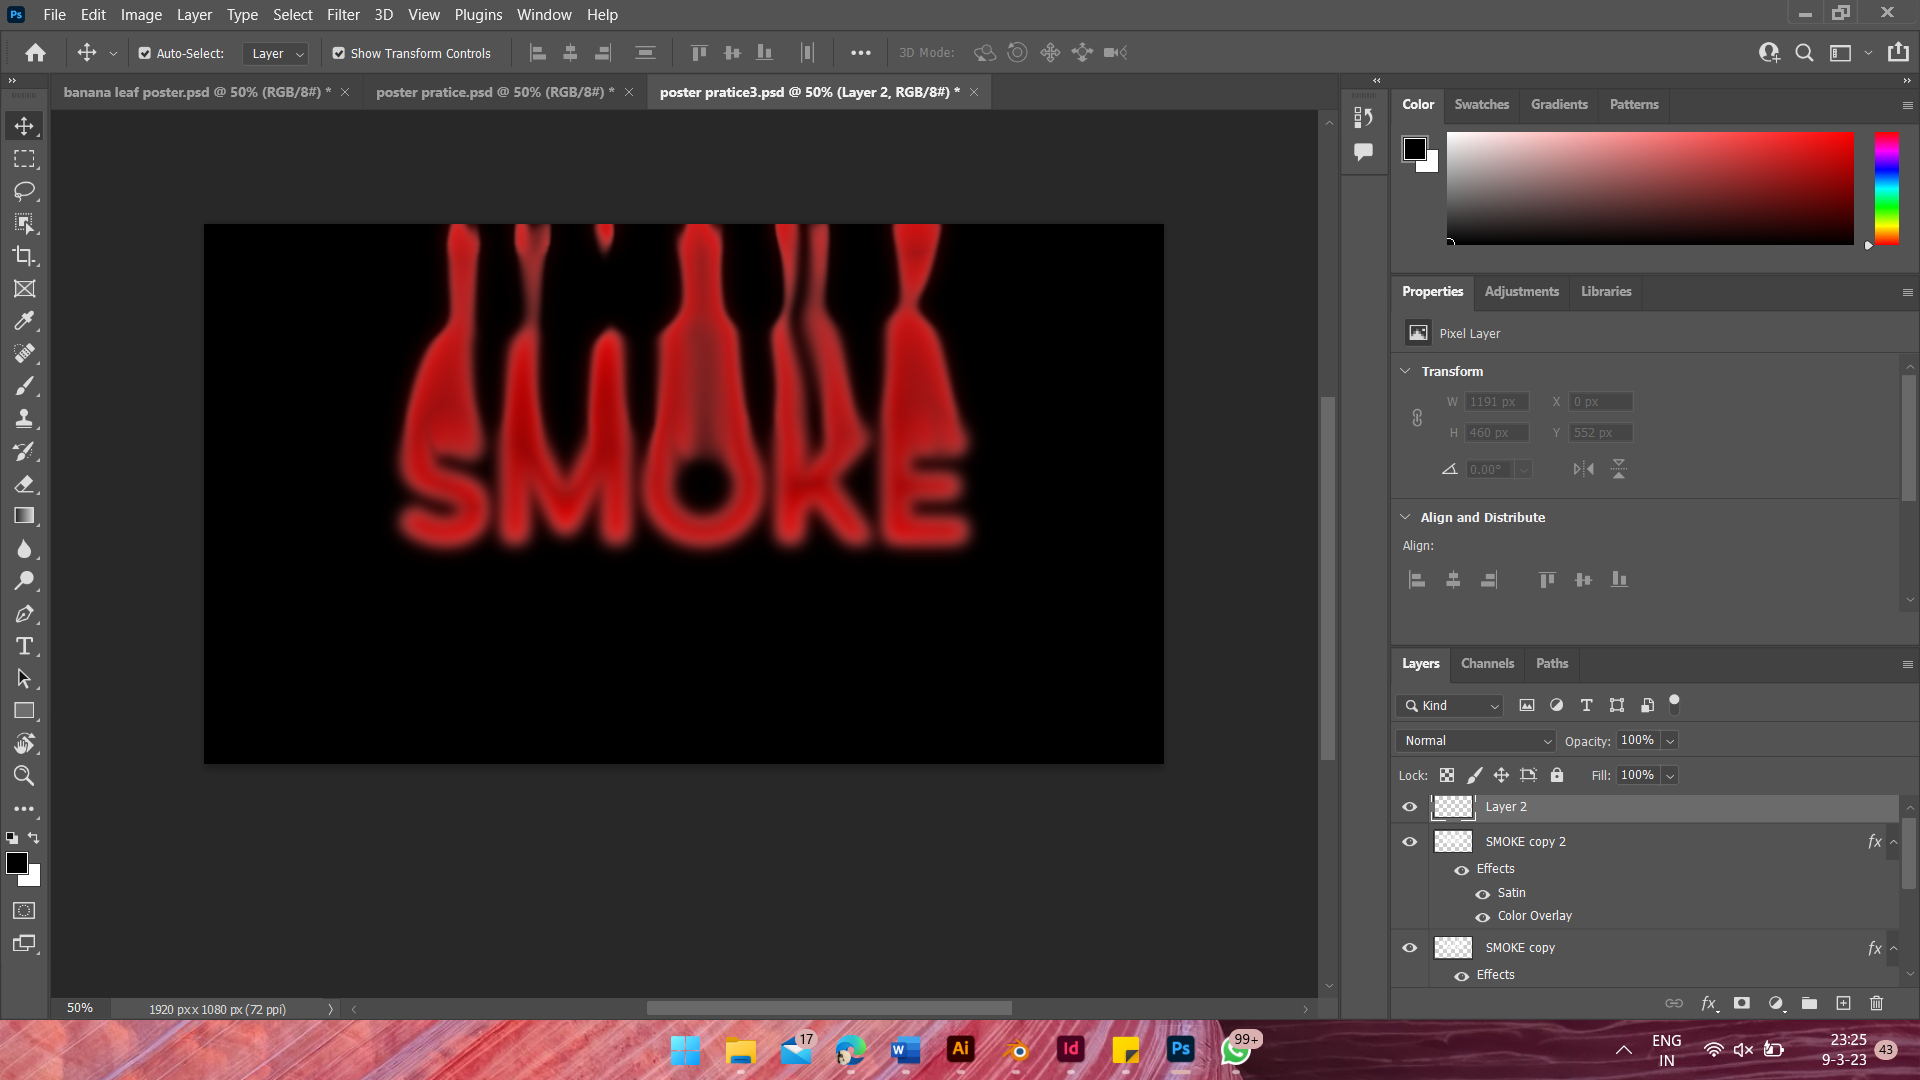 Ps File Edit Image Layer Type Select Filter 3D View Plugins Window Help
Auto-Select: Layer Show Transform Controls 3D Mode:
banana leaf poster.psd @ 50% (RGB/8#) * poster pratice.psd @ 50% (RGB/8#) * poster pratice3.psd @ 50% (Layer 2, RGB/8#) *
SMOKE
Color Swatches Gradients Patterns
Properties Adjustments Libraries
Pixel Layer
Transform
W 1191 px X 0 px
H 460 px Y 552 px
0.00°
Align and Distribute
Align:
Layers Channels Paths
Kind
Normal Opacity: 100%
Lock: Fill: 100%
Layer 2
SMOKE copy 2 fx
Effects
Satin
Color Overlay
SMOKE copy fx
Effects
fx
50% 1920 px x 1080 px (72 ppi)
17 W Ai Id Ps 99+
ENG
IN
23:25
9-3-23
43